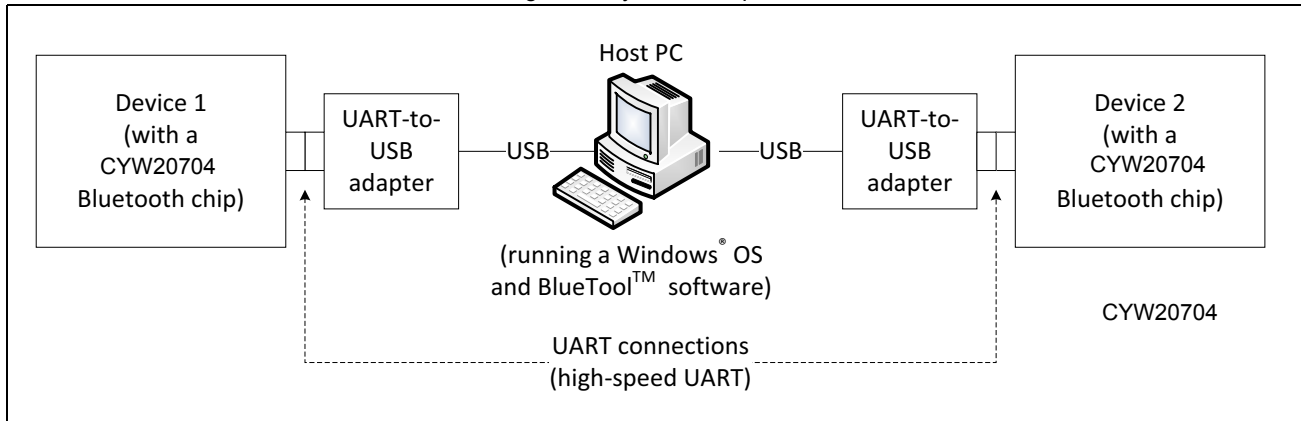 Host PC
Device 1
(with a
CYW20704
Bluetooth chip)
UART-to-
USB
adapter
USB
USB
UART-to-
USB
adapter
Device 2
(with a
CYW20704
Bluetooth chip)
(running a Windows® OS
and BlueTool™ software)
CYW20704
UART connections
(high-speed UART)